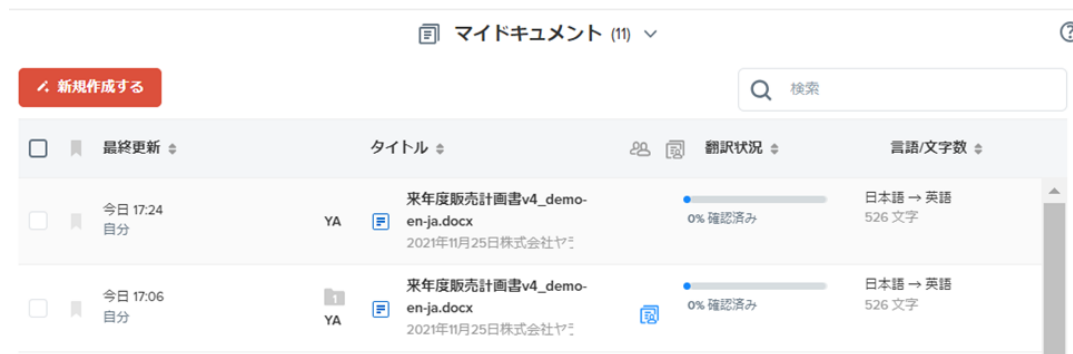 マイドキュメント (11)
新規作成する
検索
最終更新
タイトル
翻訳状況
言語/文字数
今日 17:24
自分
YA
来年度販売計画書v4_demo-
en-ja.docx
2021年11月25日株式会社ヤラ
0% 確認済み
日本語 → 英語
526 文字
今日 17:06
自分
1
YA
来年度販売計画書v4_demo-
en-ja.docx
2021年11月25日株式会社ヤ
0% 確認済み
日本語 → 英語
526 文字